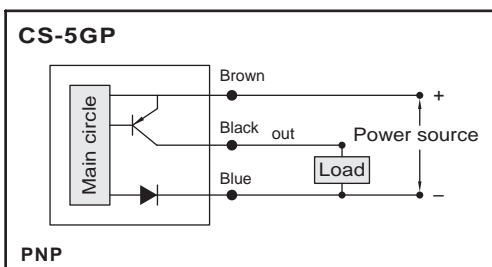 CS-5GP
Brown
+
Main circle
Black out
Power source
Load
Blue
–
PNP